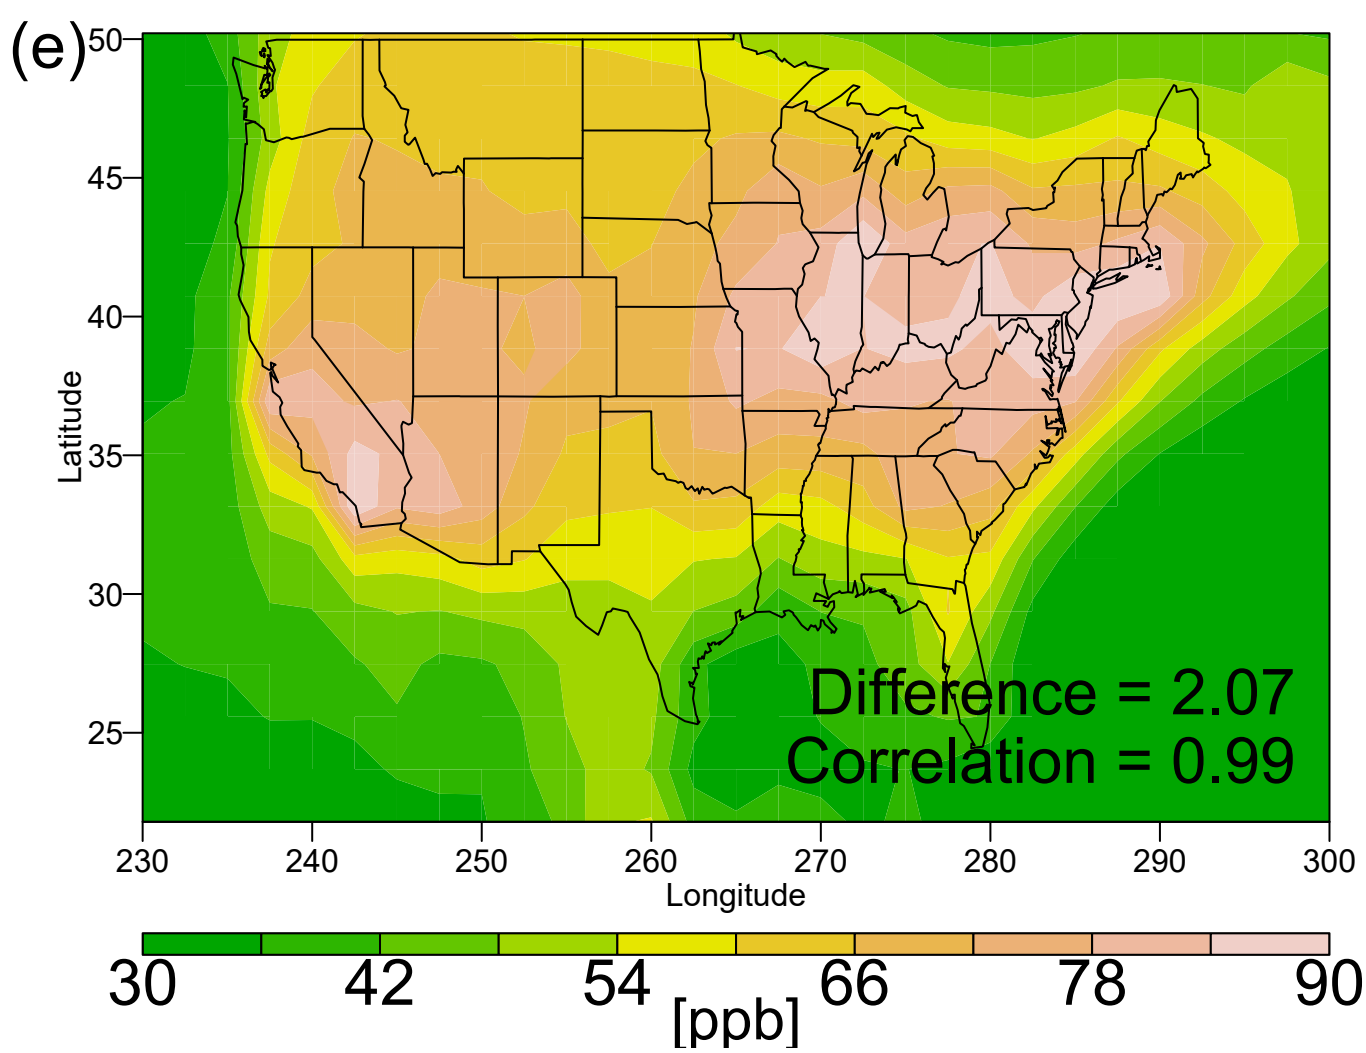 (e)
50
45
40
35
30
25
Latitude
Difference = 2.07
Correlation = 0.99
230 240 250 260 270 280 290 300
Longitude
30 42 54 66 78 90
[ppb]